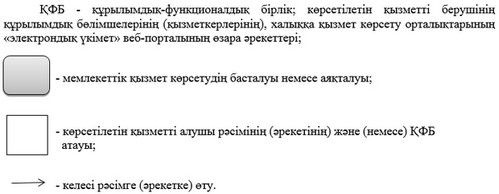 ҚФБ - құрылымдық-функционалдық бірлік; көрсетілетін қызметті берушінің
құрылымдық бөлімшелерінің (қызметкерлерінің), халыққа қызмет көрсету орталықтарының
«электрондық үкімет» веб-порталының өзара әрекеттері;
- мемлекеттік қызмет көрсетудің басталуы немесе аяқталуы;
- көрсетілетін қызметті алушы рәсімінің (әрекетінің) және (немесе) ҚФБ
атауы;
- келесі рәсімге (әрекетке) өту.